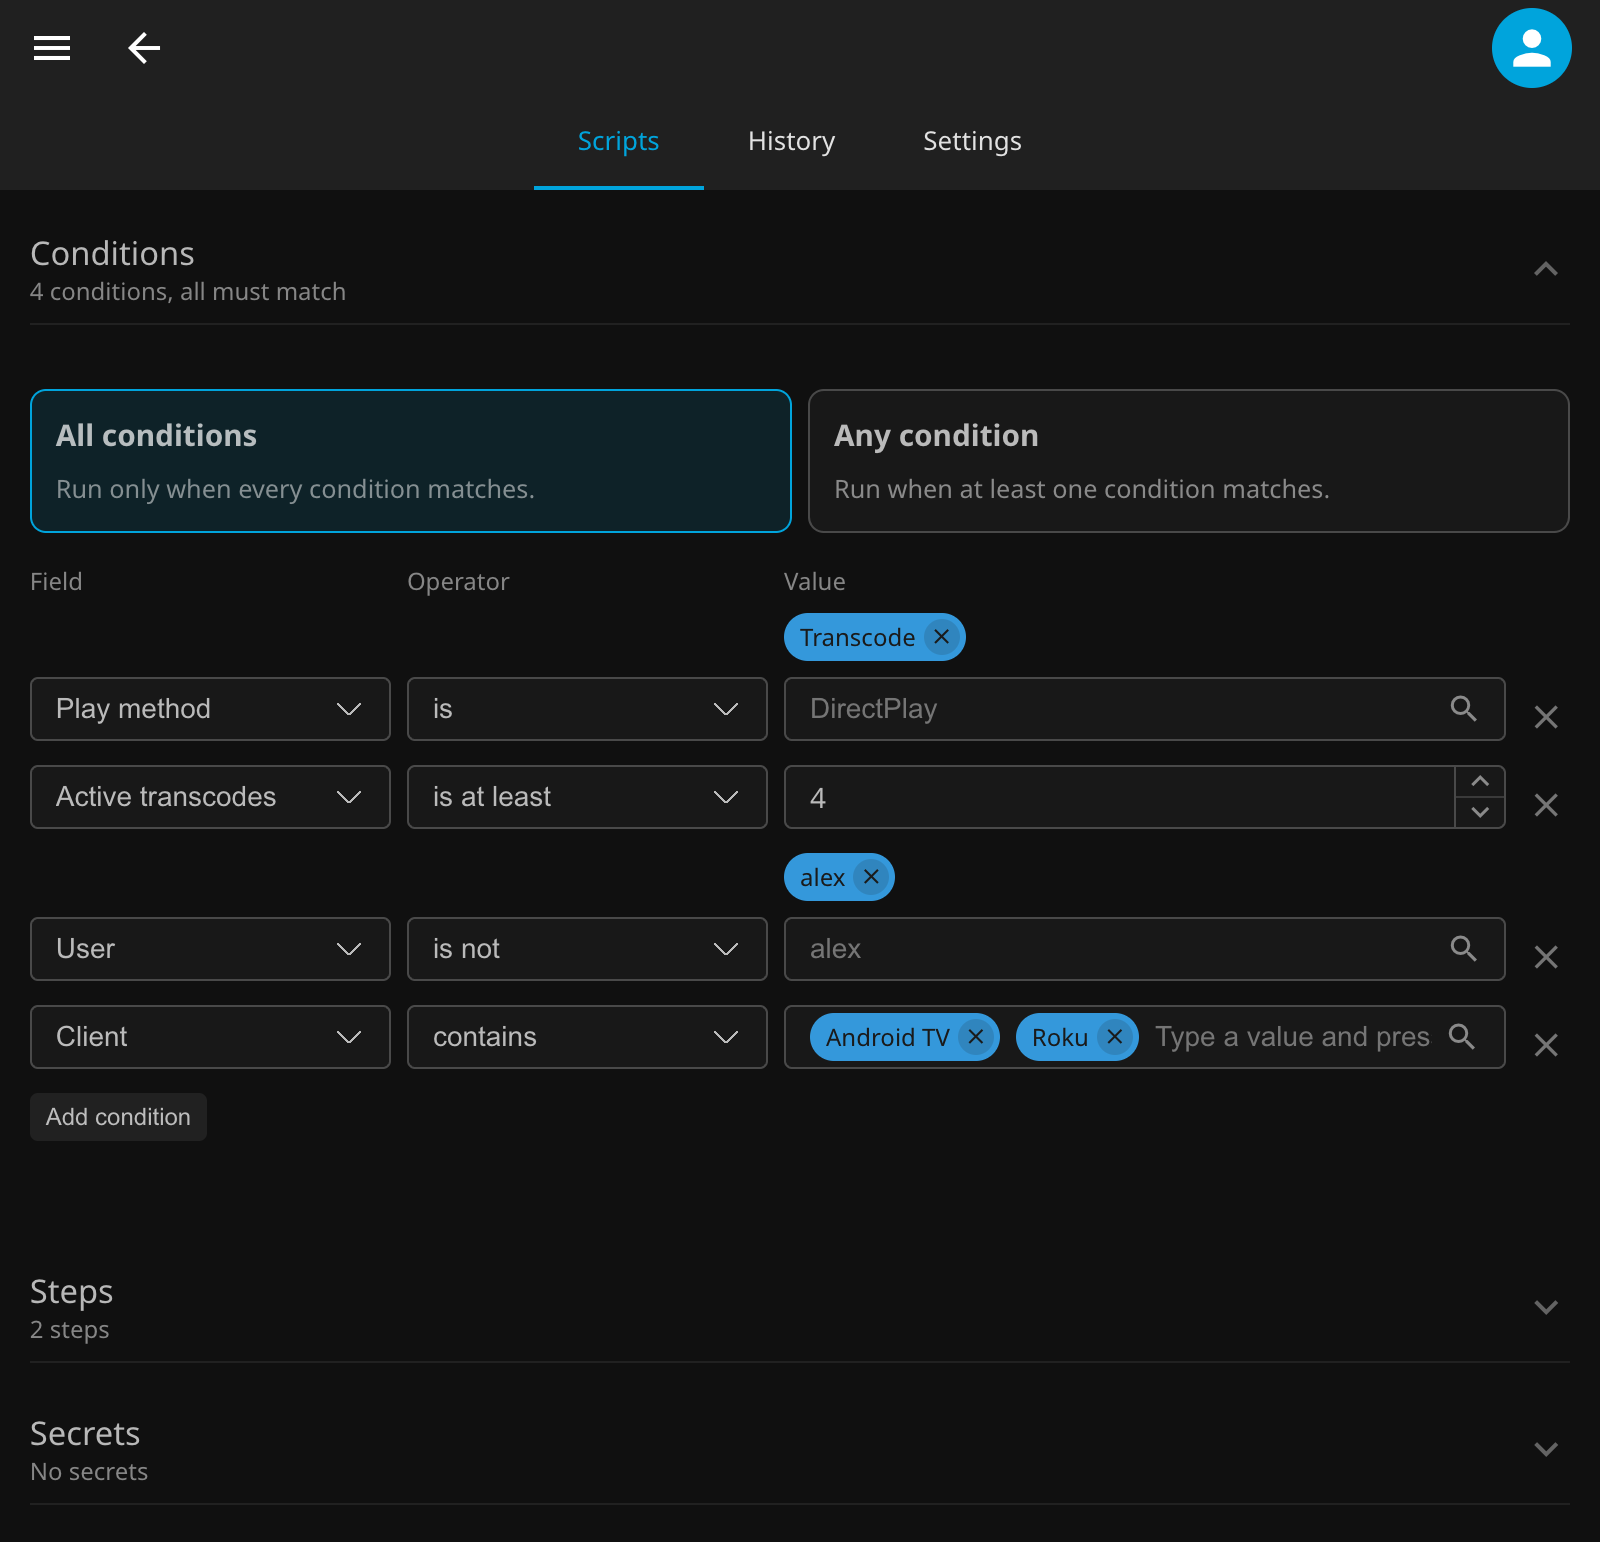 Scripts History Settings
Conditions
4 conditions, all must match
All conditions
Run only when every condition matches.
Any condition
Run when at least one condition matches.
Field Operator Value
Transcode
Play method is DirectPlay
Active transcodes is at least 4
alex
User is not alex
Client contains Android TV Roku Type a value and pres
Add condition
Steps
2 steps
Secrets
No secrets